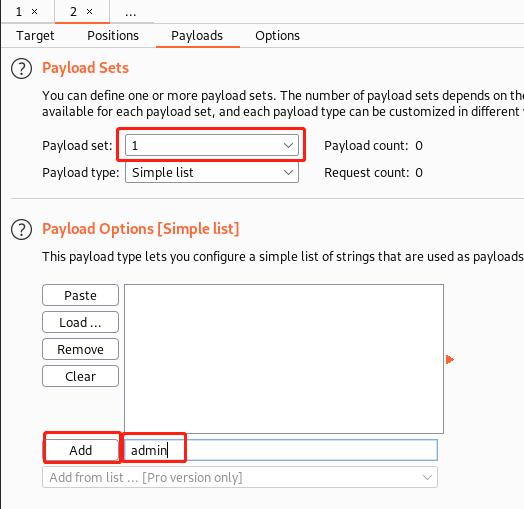 1 × 2 × ...
Target Positions Payloads Options
? Payload Sets
You can define one or more payload sets. The number of payload sets depends on the
available for each payload set, and each payload type can be customized in different
Payload set: 1 Payload count: 0
Payload type: Simple list Request count: 0
? Payload Options [Simple list]
This payload type lets you configure a simple list of strings that are used as payloads
Paste
Load ...
Remove
Clear
Add admin
Add from list ... [Pro version only]